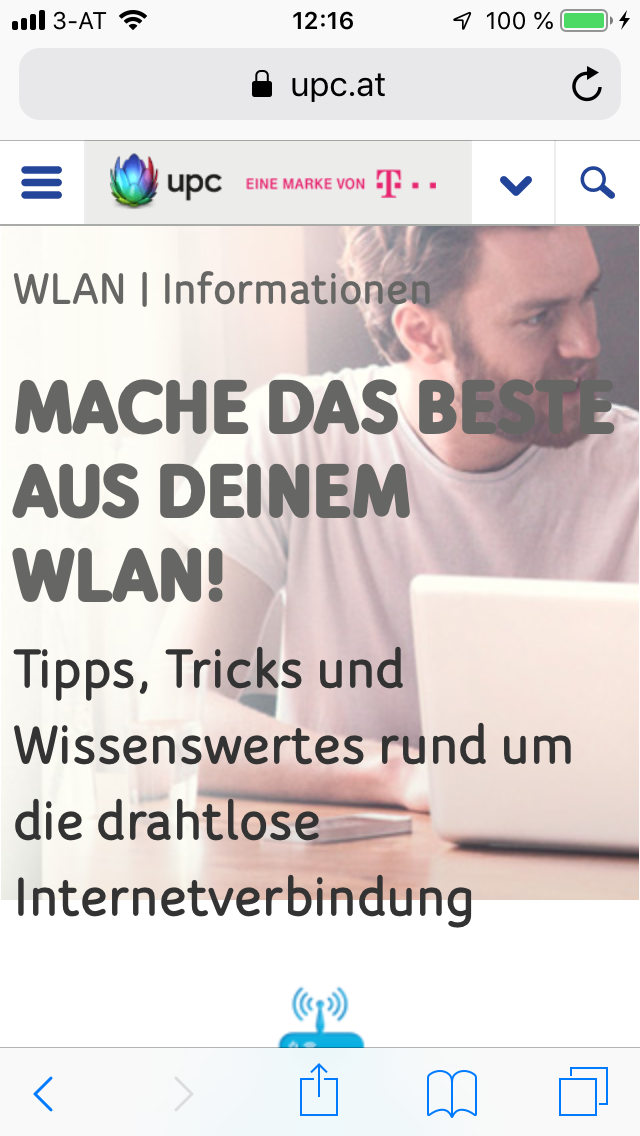 3-AT 12:16 100 %
upc.at
upc EINE MARKE VON T
WLAN | Informationen
MACHE DAS BESTE
AUS DEINEM
WLAN!
Tipps, Tricks und
Wissenswertes rund um
die drahtlose
Internetverbindung